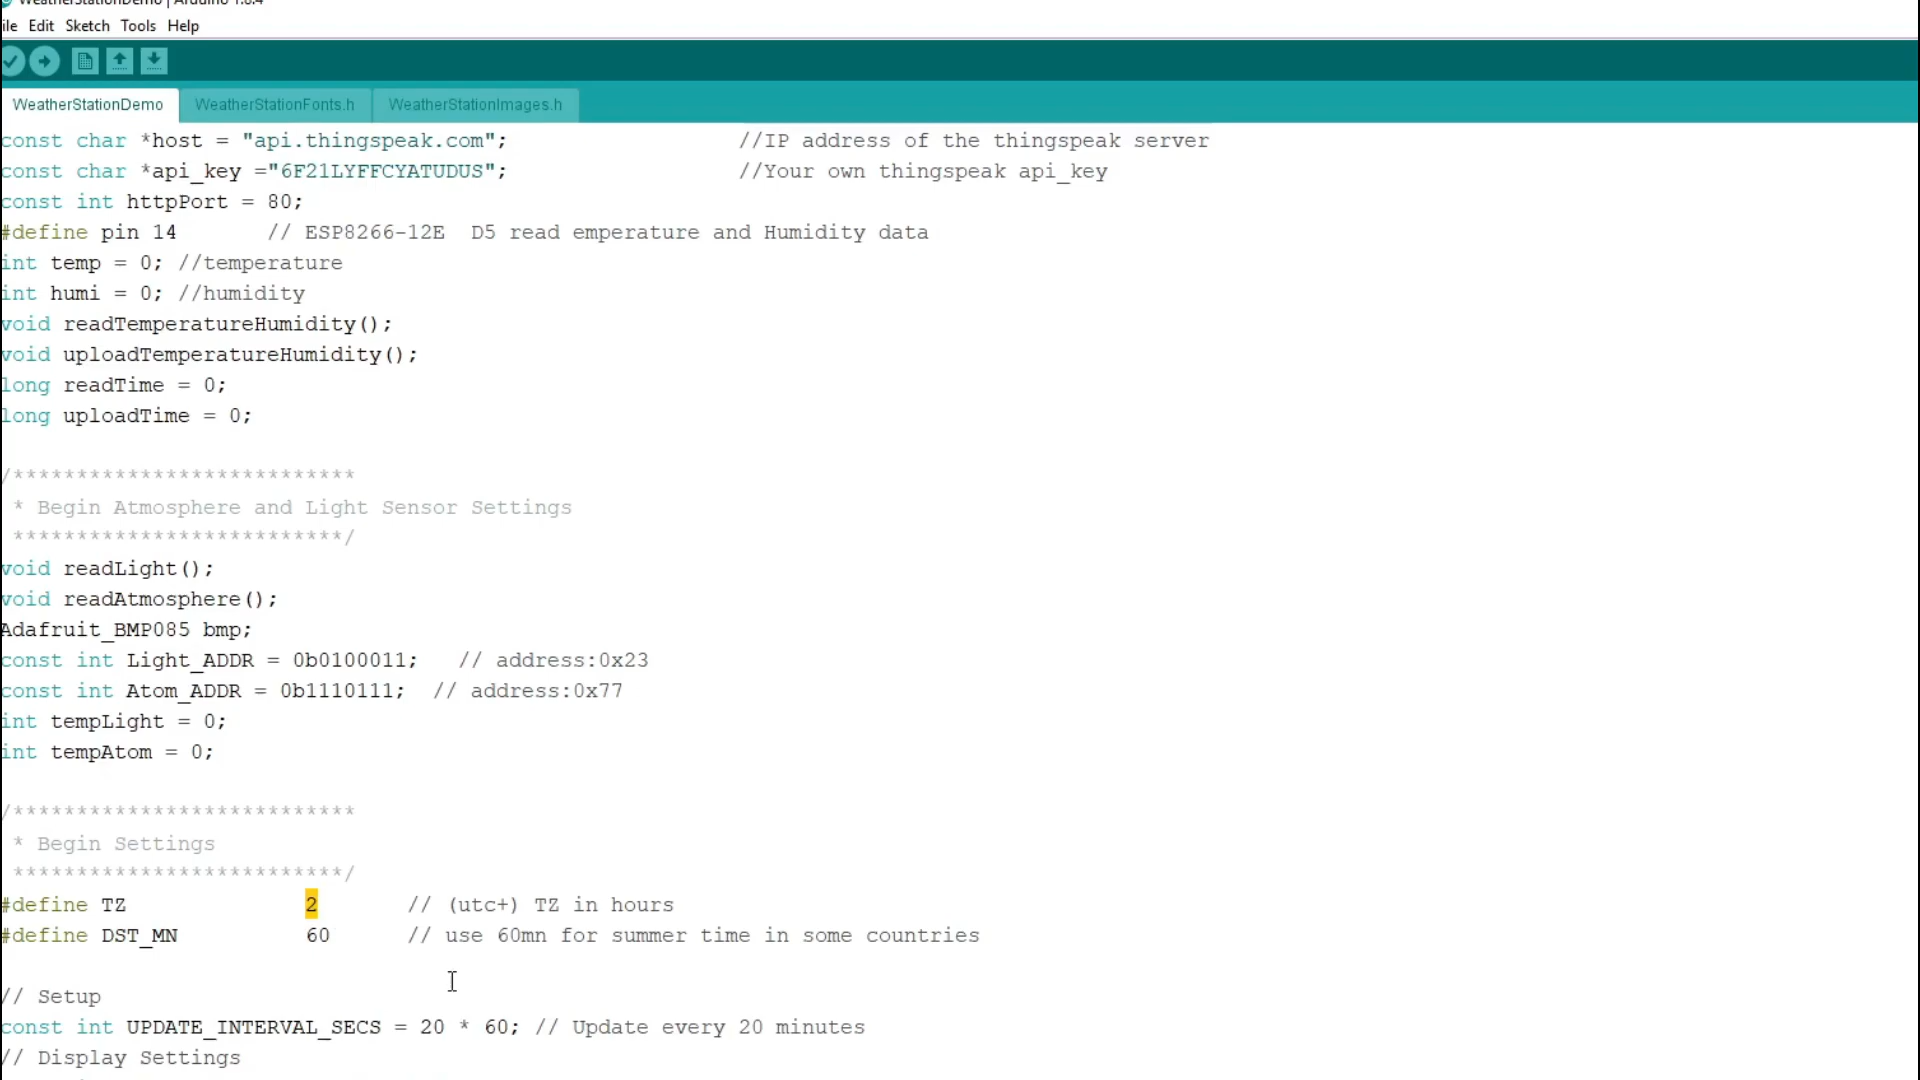 WeatherStationDemo | Arduino 1.8.4
ile Edit Sketch Tools Help
WeatherStationDemo WeatherStationFonts.h WeatherStationImages.h
const char *host = "api.thingspeak.com"; //IP address of the thingspeak server
const char *api_key ="6F21LYFFCYATUDUS"; //Your own thingspeak api_key
const int httpPort = 80;
#define pin 14 // ESP8266-12E D5 read emperature and Humidity data
int temp = 0; //temperature
int humi = 0; //humidity
void readTemperatureHumidity();
void uploadTemperatureHumidity();
long readTime = 0;
long uploadTime = 0;
/***************************
* Begin Atmosphere and Light Sensor Settings
**************************/
void readLight();
void readAtmosphere();
Adafruit_BMP085 bmp;
const int Light_ADDR = 0b0100011; // address:0x23
const int Atom_ADDR = 0b1110111; // address:0x77
int tempLight = 0;
int tempAtom = 0;
/***************************
* Begin Settings
**************************/
#define TZ 2 // (utc+) TZ in hours
#define DST_MN 60 // use 60mn for summer time in some countries
// Setup
const int UPDATE_INTERVAL_SECS = 20 * 60; // Update every 20 minutes
// Display Settings